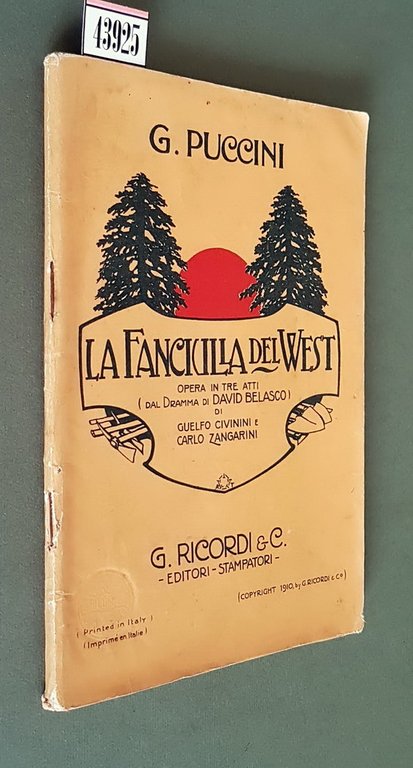 43925
G. PUCCINI
LA FANCIULLA DEL WEST
OPERA IN TRE ATTI
( DAL DRAMMA DI DAVID BELASCO )
DI
GUELFO CIVININI E
CARLO ZANGARINI
G. RICORDI & C.
- EDITORI - STAMPATORI -
(COPYRIGHT 1910, by G. RICORDI & Co)
( Printed in Italy )
(Imprimé en Italie)